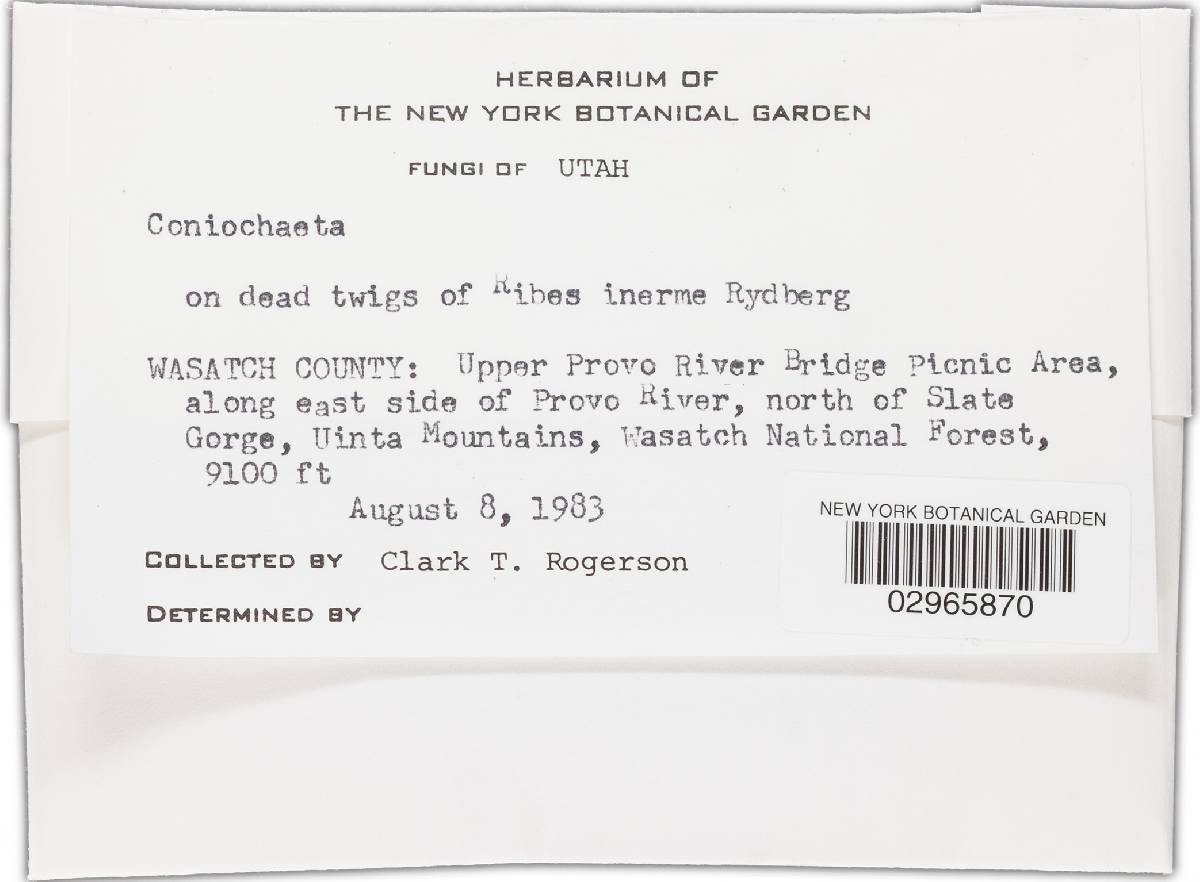 HERBARIUM OF
THE NEW YORK BOTANICAL GARDEN
FUNGI OF UTAH
Coniochaeta
on dead twigs of Ribes inerme Rydberg
WASATCH COUNTY: Upper Provo River Bridge Picnic Area,
along east side of Provo River, north of Slate
Gorge, Uinta Mountains, Wasatch National Forest,
9100 ft
August 8, 1983
COLLECTED BY Clark T. Rogerson
DETERMINED BY
NEW YORK BOTANICAL GARDEN
02965870